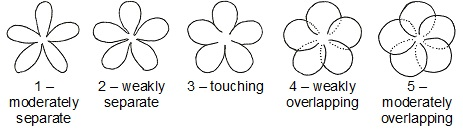 1 –
moderately
separate
2 – weakly
separate
3 – touching
4 – weakly
overlapping
5 –
moderately
overlapping